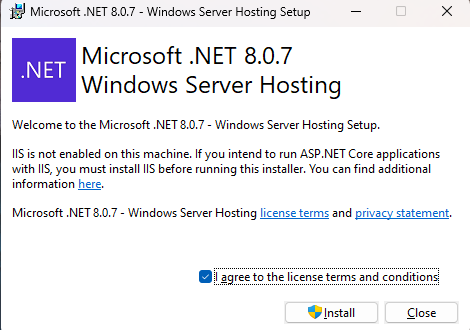 Microsoft .NET 8.0.7 - Windows Server Hosting Setup
.NET
Microsoft .NET 8.0.7
Windows Server Hosting
Welcome to the Microsoft .NET 8.0.7 - Windows Server Hosting Setup.
IIS is not enabled on this machine. If you intend to run ASP.NET Core applications
with IIS, you must install IIS before running this installer. You can find additional
information here.
Microsoft .NET 8.0.7 - Windows Server Hosting license terms and privacy statement.
I agree to the license terms and conditions
Install
Close